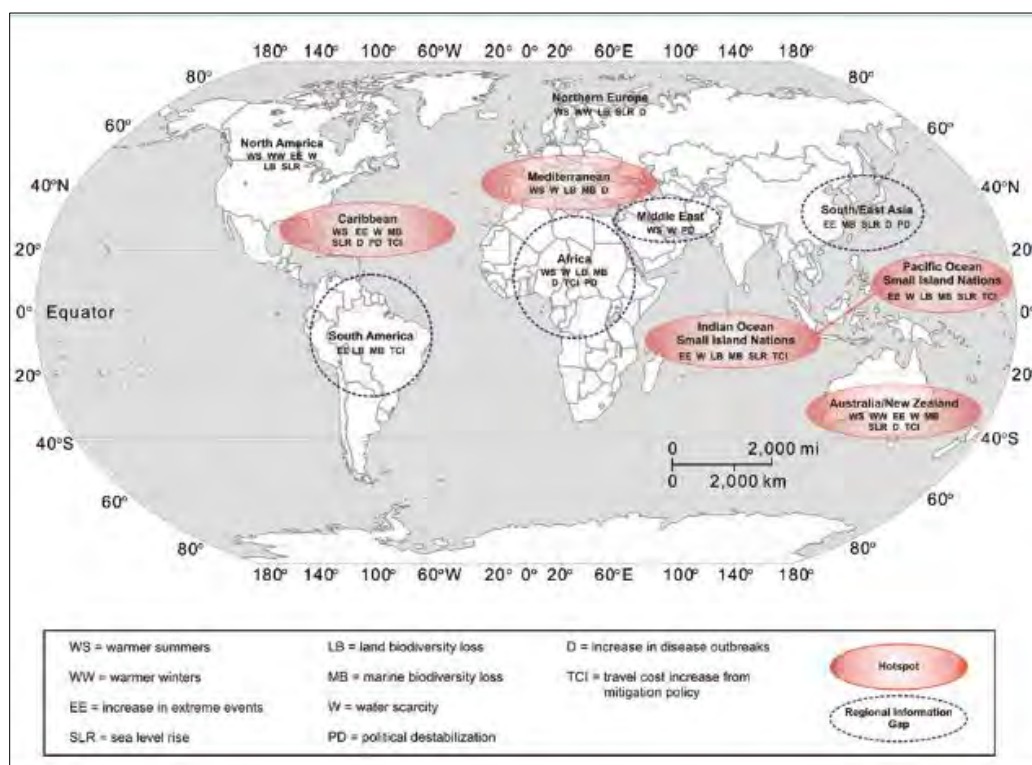 180° 140° 100° 60°W 20° 0° 20° 60°E 100° 140° 180°
80° 80°
Northern Europe
WS WW LB SLR D
60° 60°
North America
WS WW EE W
LB SLR
Mediterranean
WS W LB MB D
40°N 40°N
Caribbean
WS EE W MB
SLR D PD TCI
Middle East
WS W PD
South/East Asia
EE MB SLR D PD
20° 20°
Africa
WS W LB MB
D TCI PD
Pacific Ocean
Small Island Nations
EE W LB MB SLR TCI
0° Equator 0°
South America
EE LB MB TCI
Indian Ocean
Small Island Nations
EE W LB MB SLR TCI
20° 20°
Australia/New Zealand
WS WW EE W MB
SLR D TCI
40°S 40°S
0 2,000 mi
0 2,000 km
60° 60°
80° 80°
180° 140° 100° 60°W 20° 0° 20° 60°E 100° 140° 180°
WS = warmer summers
WW = warmer winters
EE = increase in extreme events
SLR = sea level rise
LB = land biodiversity loss
MB = marine biodiversity loss
W = water scarcity
PD = political destabilization
D = increase in disease outbreaks
TCI = travel cost increase from
mitigation policy
Hotspot
Regional Information
Gap